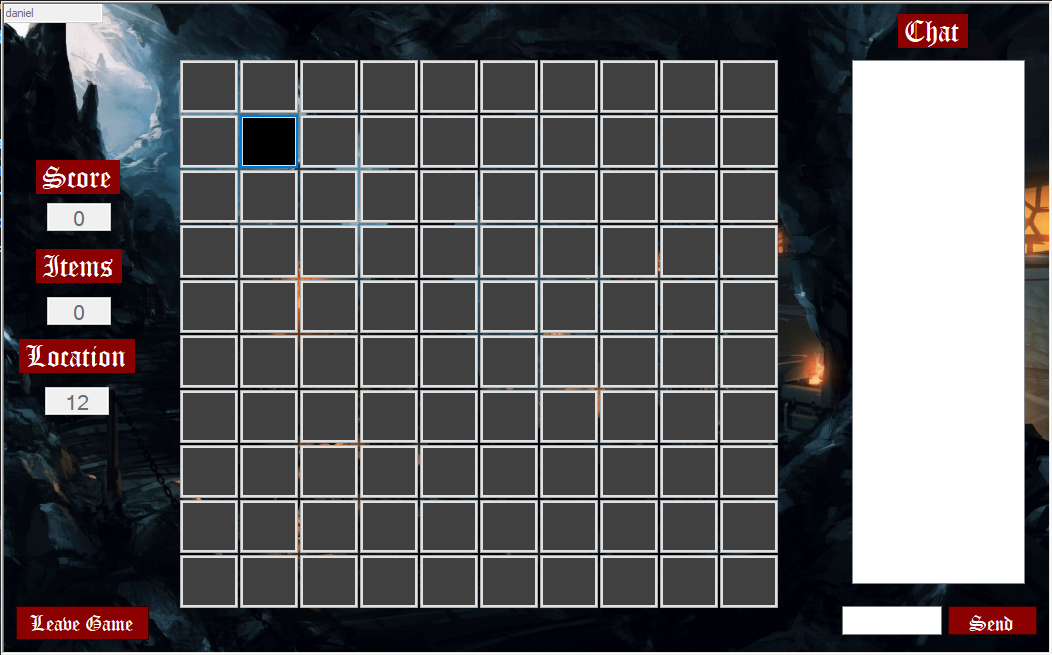 daniel
Chat
Score
0
Items
0
Location
12
Leave Game
Send